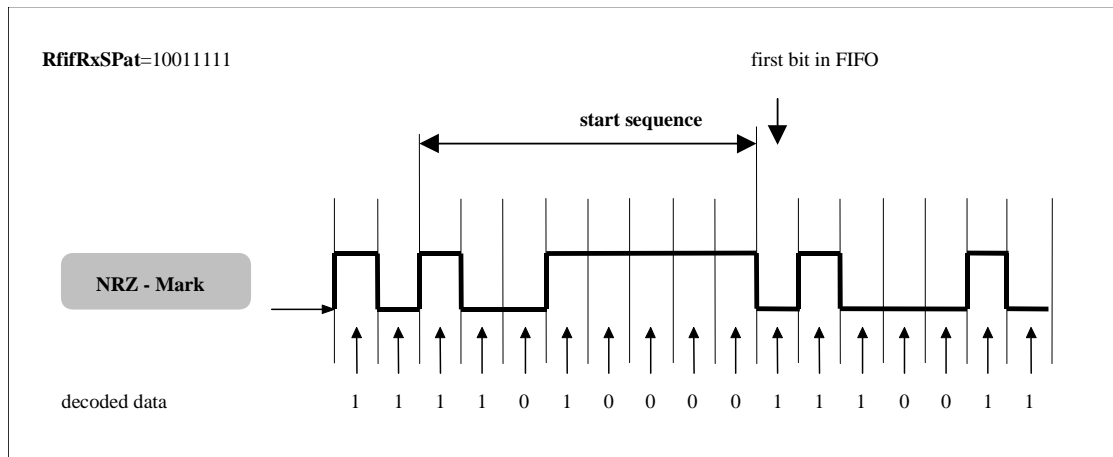 RfifRxSPat=10011111
first bit in FIFO
start sequence
NRZ - Mark
decoded data 1 1 1 1 0 1 0 0 0 0 1 1 1 0 0 1 1